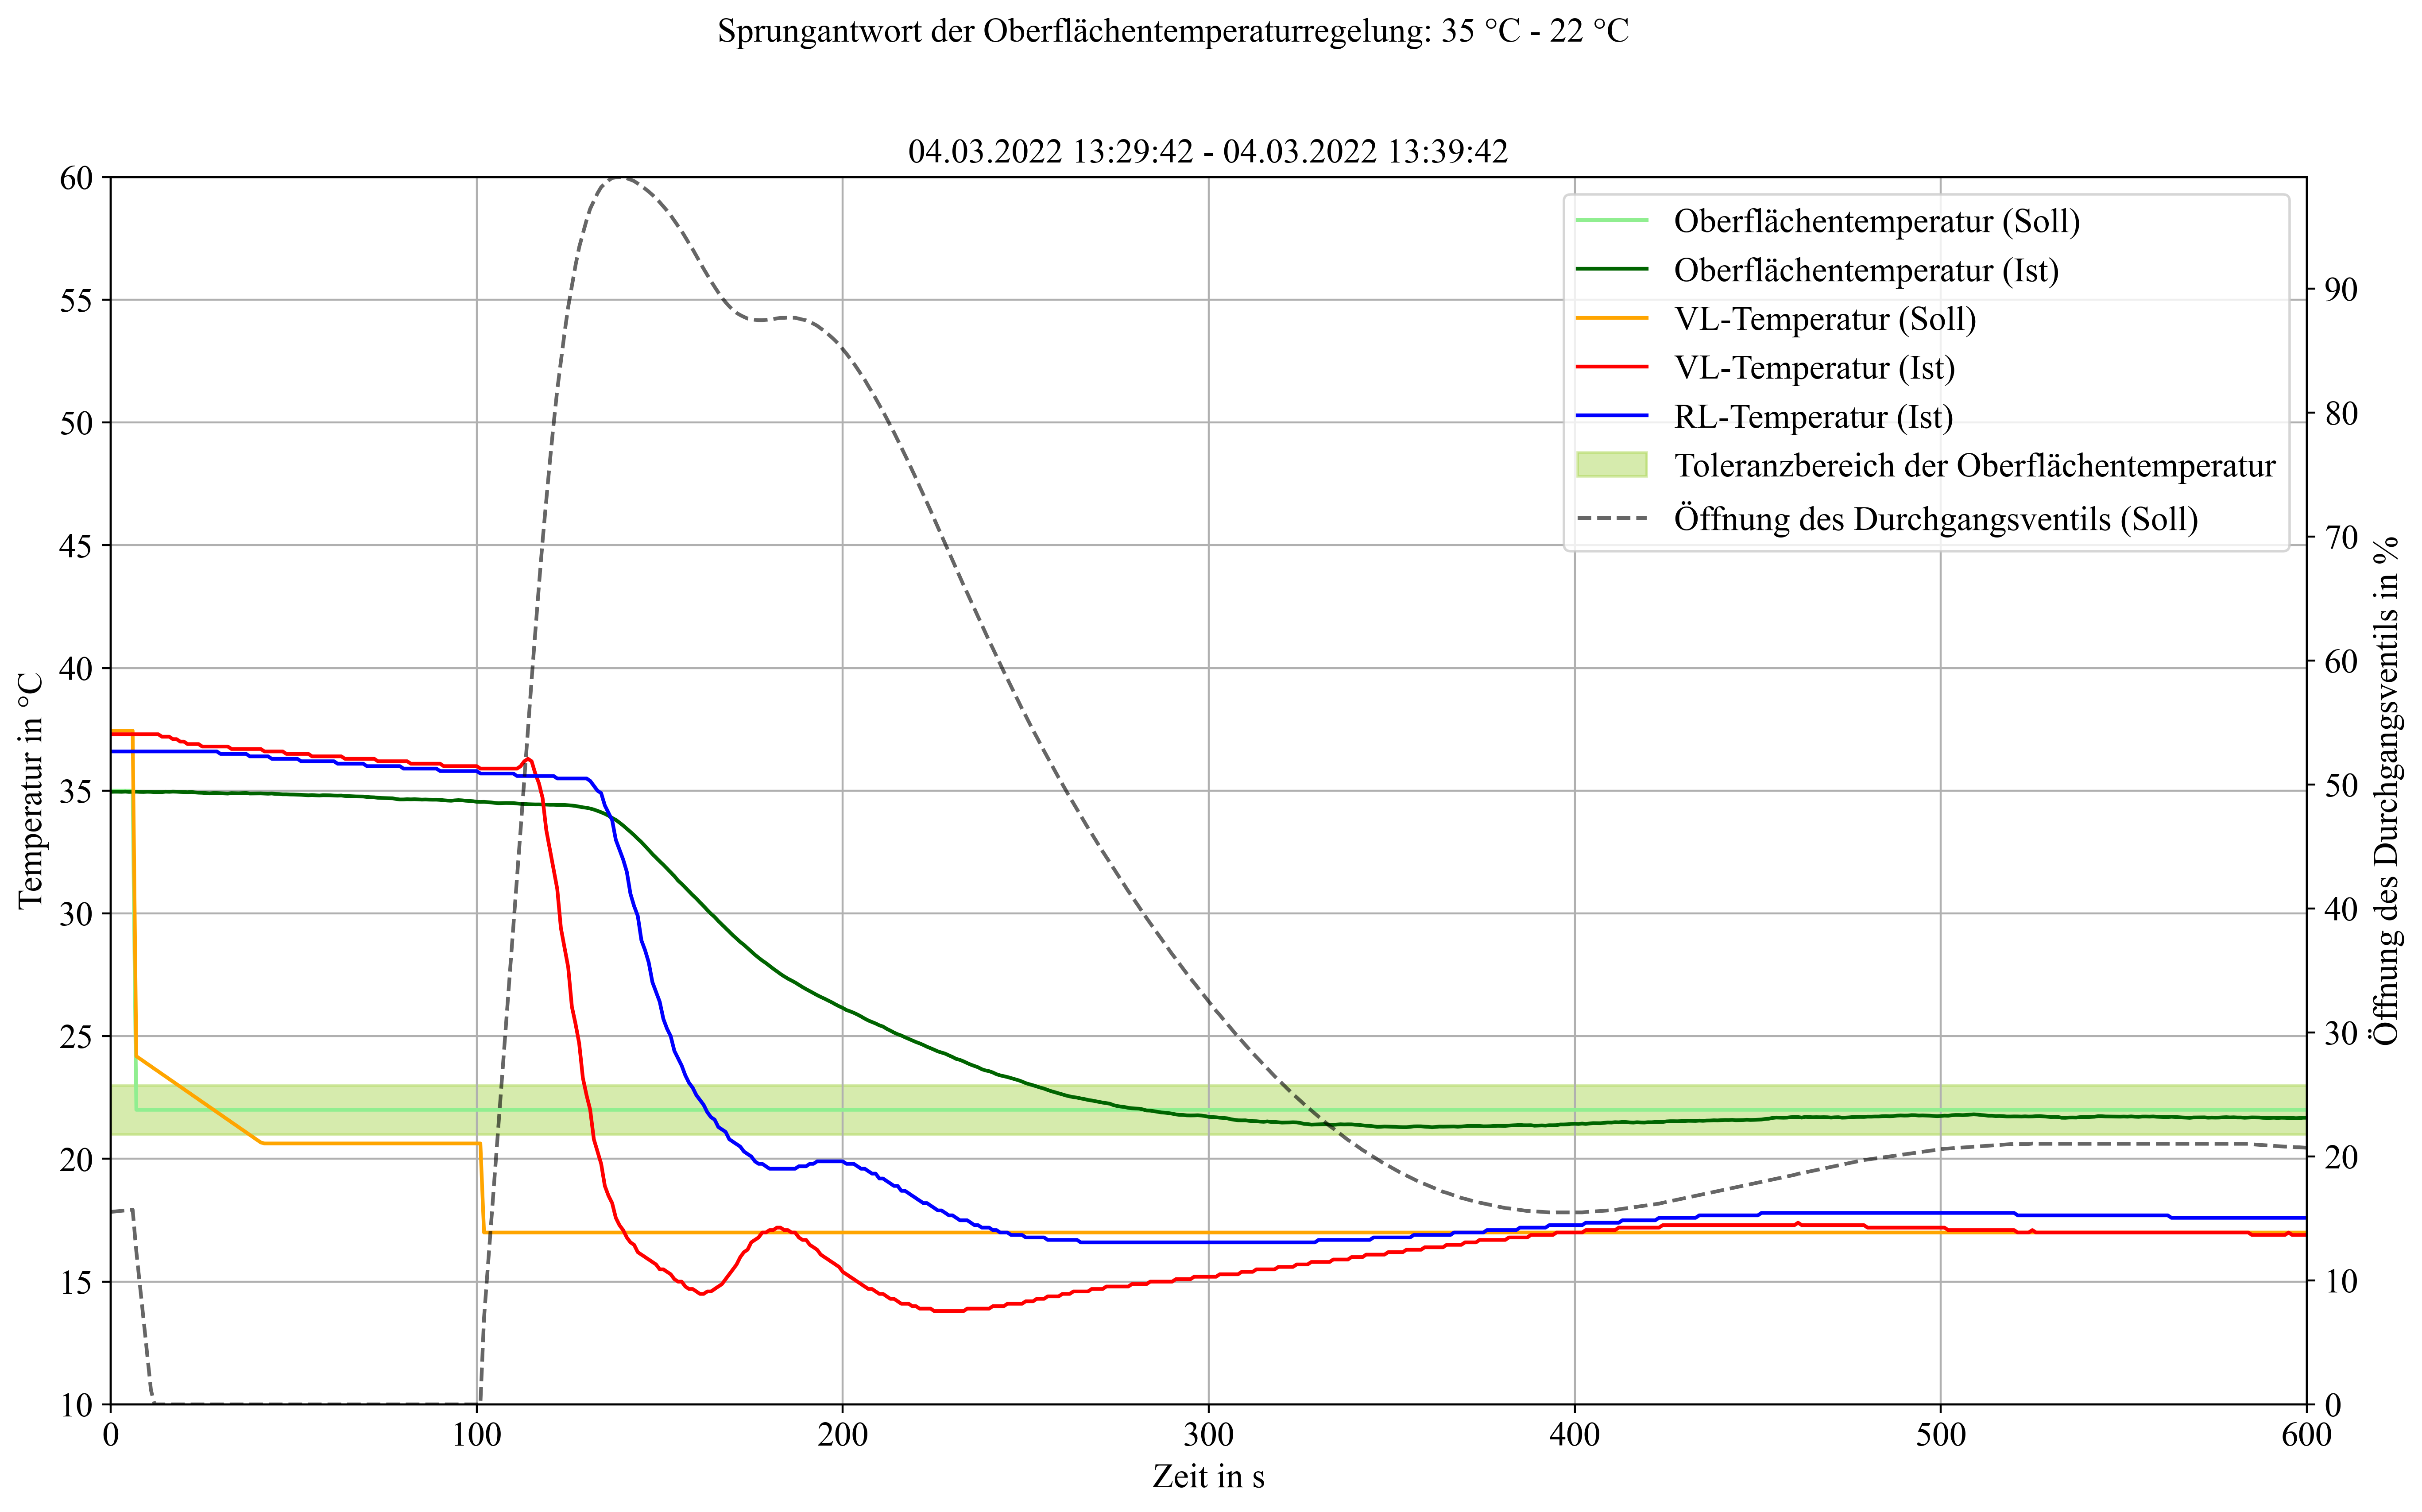 Sprungantwort der Oberflächentemperaturregelung: 35 °C - 22 °C
04.03.2022 13:29:42 - 04.03.2022 13:39:42
60
55
50
45
40
35
30
25
20
15
10
Temperatur in °C
Oberflächentemperatur (Soll)
Oberflächentemperatur (Ist)
VL-Temperatur (Soll)
VL-Temperatur (Ist)
RL-Temperatur (Ist)
Toleranzbereich der Oberflächentemperatur
Öffnung des Durchgangsventils (Soll)
90
80
70
60
50
40
30
20
10
0
Öffnung des Durchgangsventils in %
0 100 200 300 400 500 600
Zeit in s